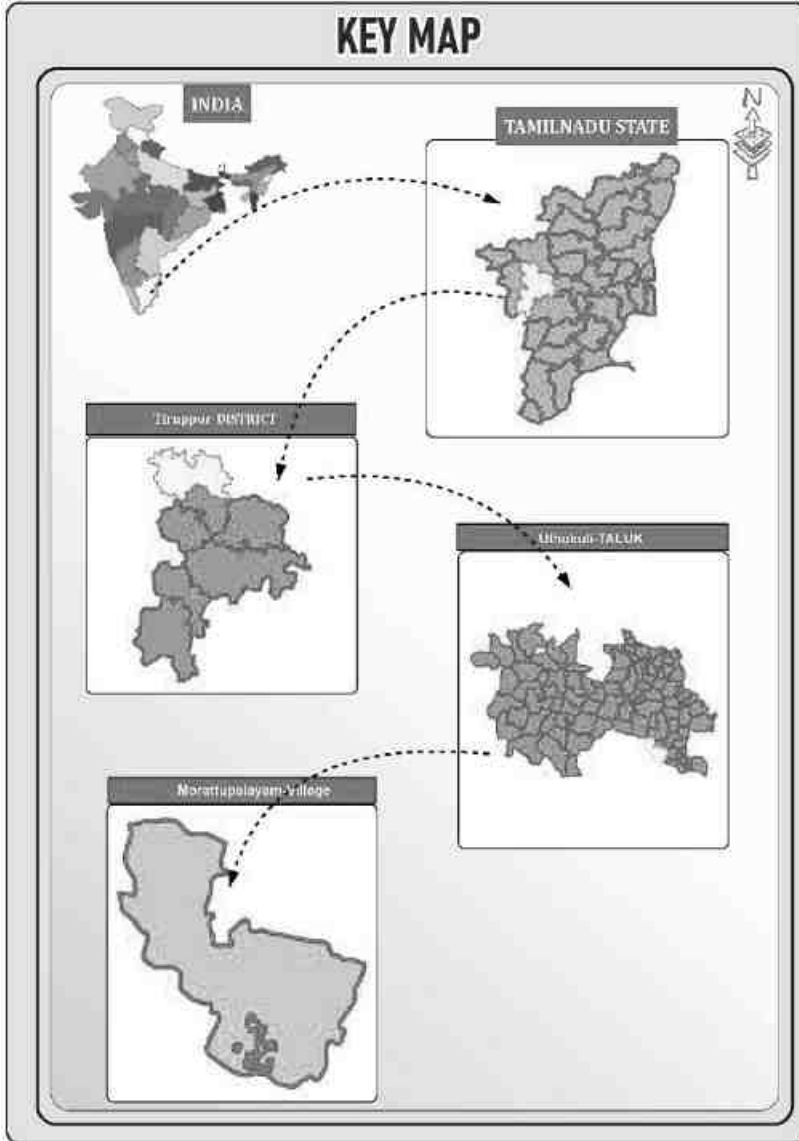 KEY MAP
INDIA
N
TAMILNADU STATE
Tiruppur DISTRICT
Uthukuli-TALUK
Morattupalayam-Village